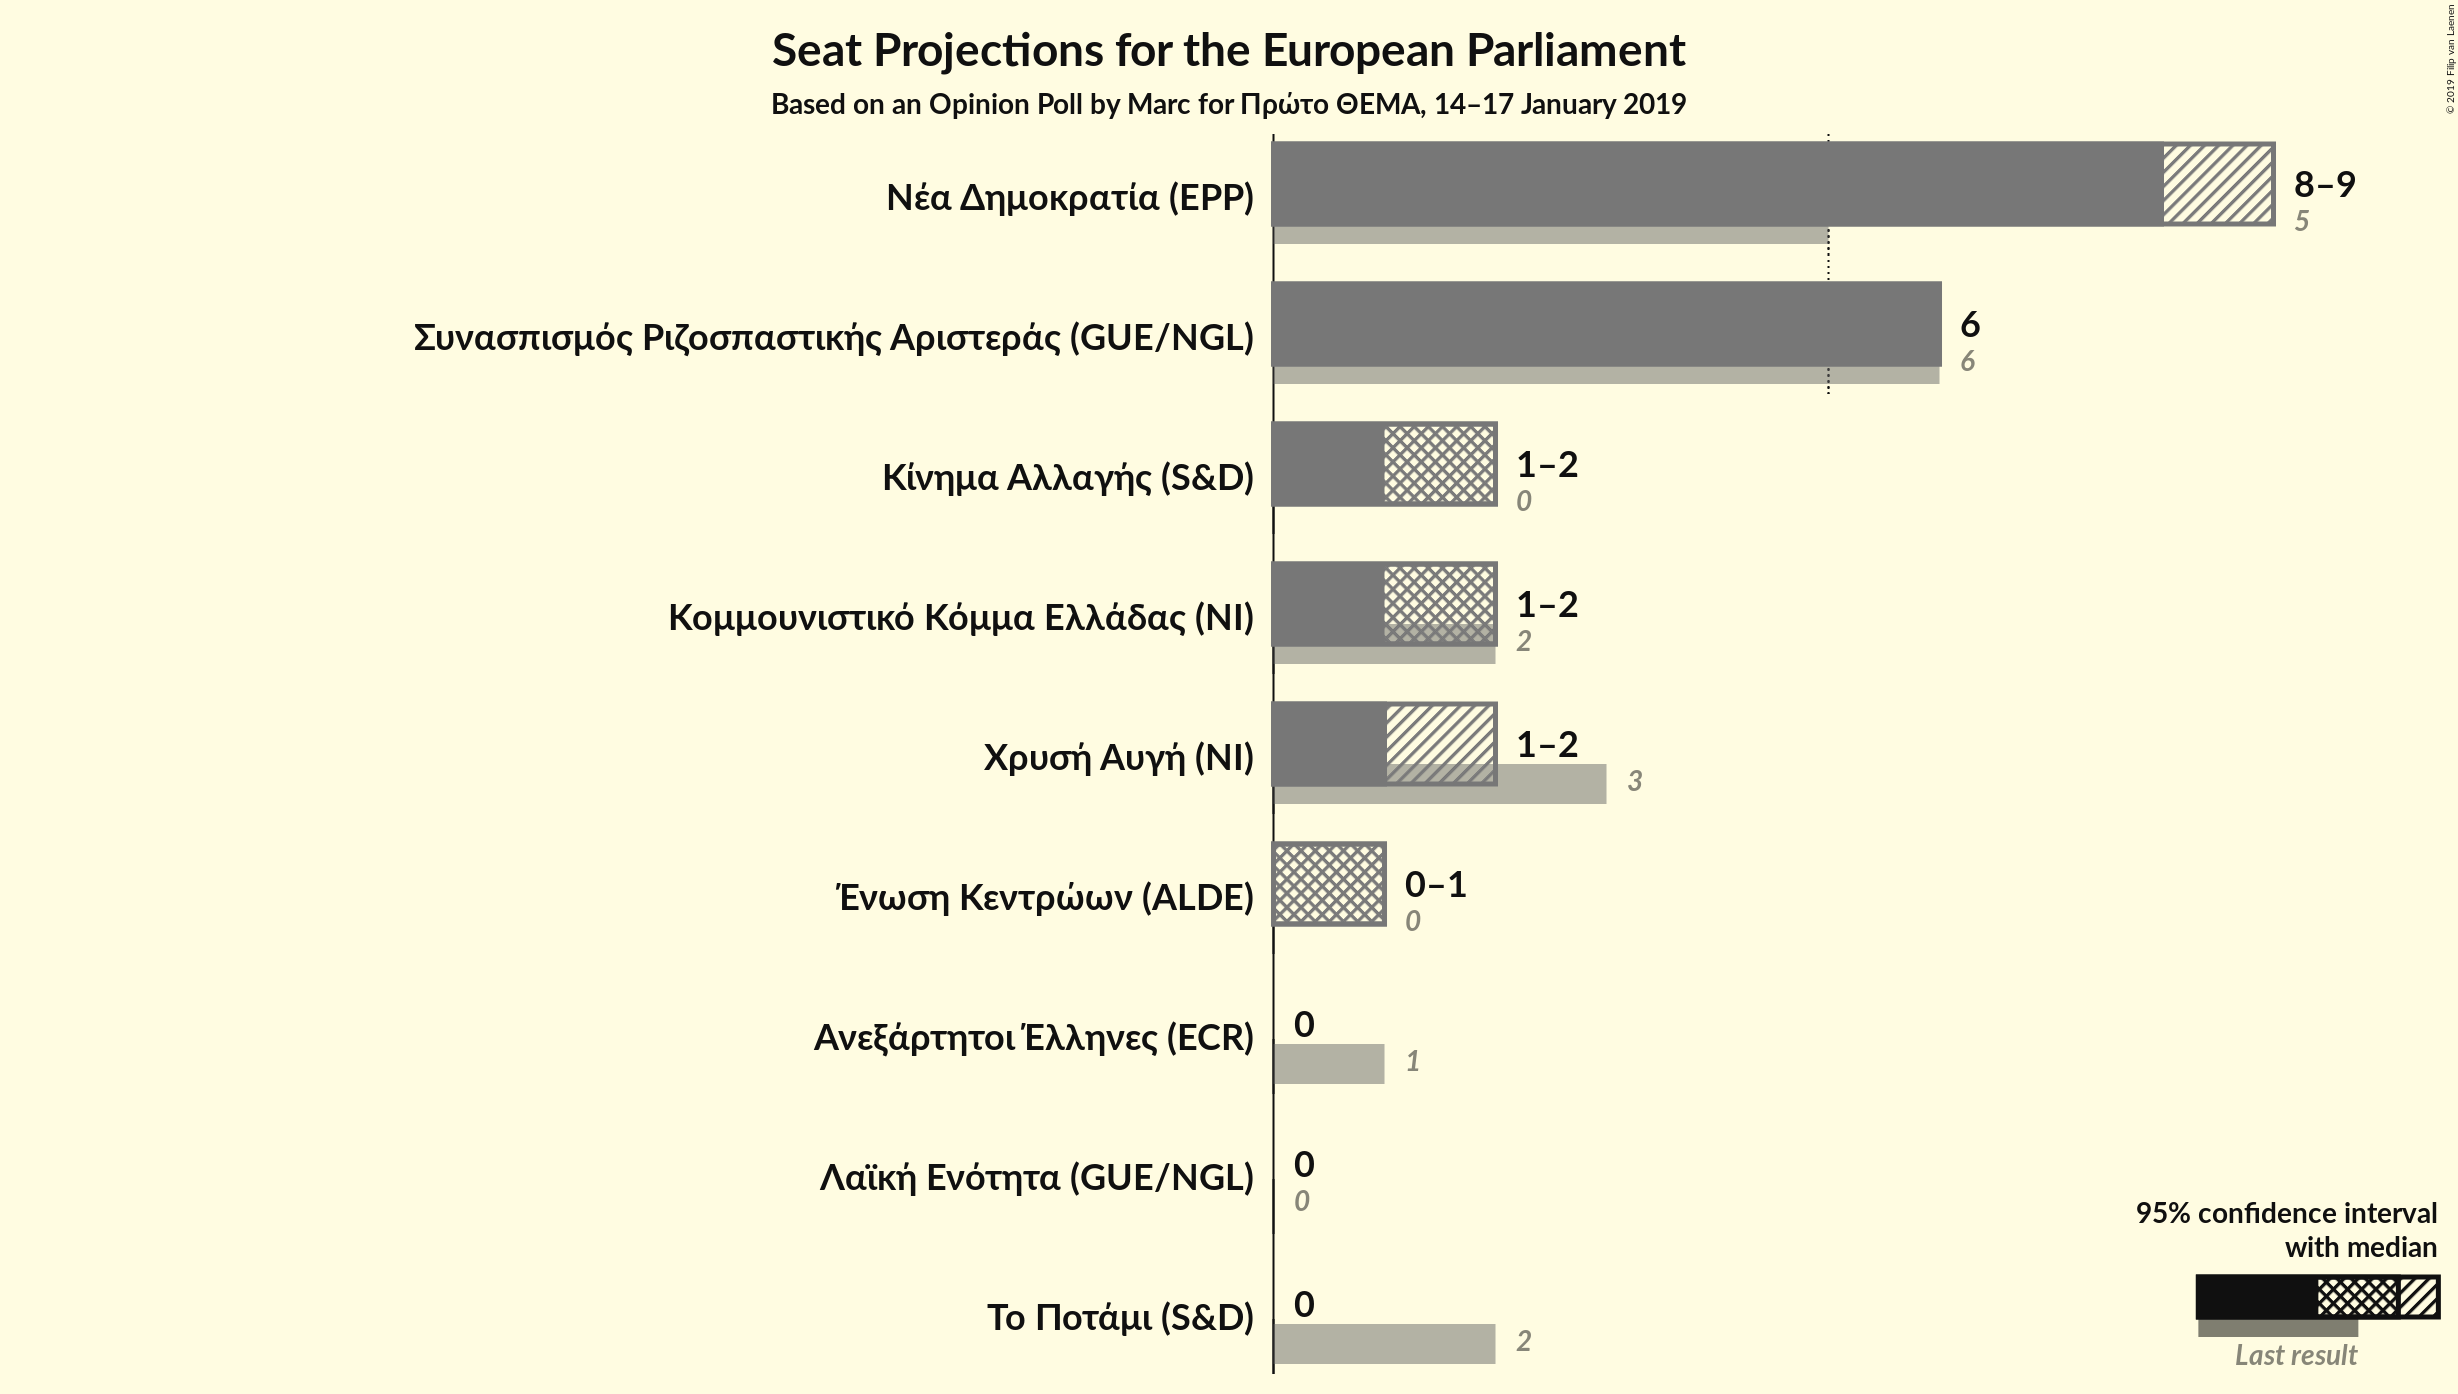 Seat Projections for the European Parliament
Based on an Opinion Poll by Marc for Πρώτο ΘΕΜΑ, 14–17 January 2019
© 2019 Filip van Laenen
Νέα Δημοκρατία (EPP)
8–9
5
Συνασπισμός Ριζοσπαστικής Αριστεράς (GUE/NGL)
6
6
Κίνημα Αλλαγής (S&D)
1–2
0
Κομμουνιστικό Κόμμα Ελλάδας (NI)
1–2
2
Χρυσή Αυγή (NI)
1–2
3
Ένωση Κεντρώων (ALDE)
0–1
0
Ανεξάρτητοι Έλληνες (ECR)
0
1
Λαϊκή Ενότητα (GUE/NGL)
0
0
Το Ποτάμι (S&D)
0
2
95% confidence interval
with median
Last result